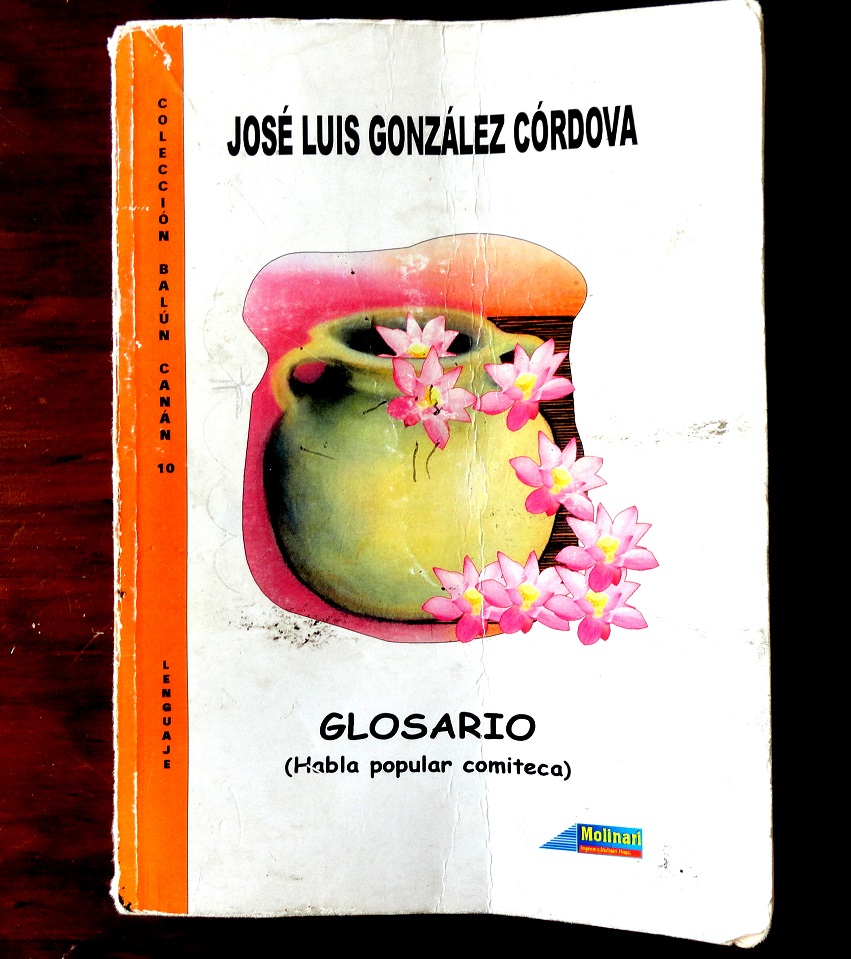 JOSÉ LUIS GONZÁLEZ CÓRDOVA
COLECCIÓN BALÚN CANÁN 10
LENGUAJE
GLOSARIO
(Habla popular comiteca)
Molinari